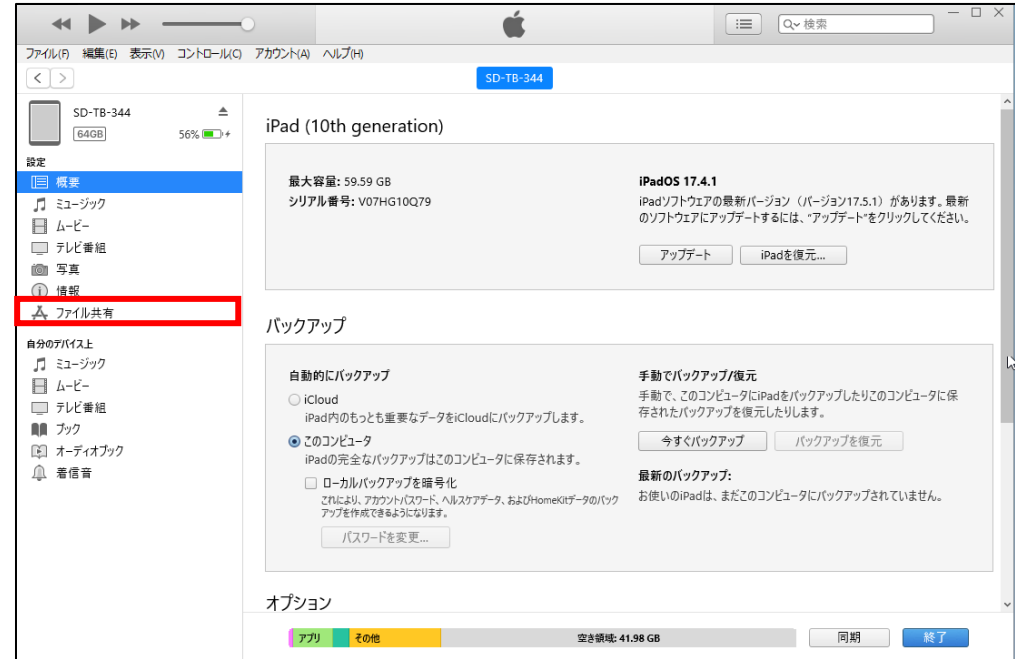 検索
ファイル(F) 編集(E) 表示(V) コントロール(C) アカウント(A) ヘルプ(H)
SD-TB-344
SD-TB-344
64GB 56%
設定
概要
ミュージック
ムービー
テレビ番組
写真
情報
ファイル共有
自分のデバイス上
ミュージック
ムービー
テレビ番組
ブック
オーディオブック
着信音
iPad (10th generation)
最大容量: 59.59 GB
シリアル番号: V07HG10Q79
iPadOS 17.4.1
iPadソフトウェアの最新バージョン（バージョン17.5.1）があります。最新
のソフトウェアにアップデートするには、“アップデート”をクリックしてください。
アップデート iPadを復元...
バックアップ
自動的にバックアップ
iCloud
iPad内のもっとも重要なデータをiCloudにバックアップします。
このコンピュータ
iPadの完全なバックアップはこのコンピュータに保存されます。
ローカルバックアップを暗号化
これにより、アカウントパスワード、ヘルスケアデータ、およびHomeKitデータのバック
アップを作成できるようになります。
パスワードを変更...
手動でバックアップ/復元
手動で、このコンピュータにiPadをバックアップしたりこのコンピュータに保
存されたバックアップを復元したりします。
今すぐバックアップ バックアップを復元
最新のバックアップ:
お使いのiPadは、まだこのコンピュータにバックアップされていません。
オプション
アプリ その他 空き領域: 41.98 GB 同期 終了